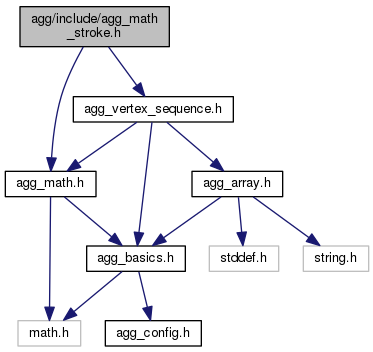 agg/include/agg_math
_stroke.h
agg_vertex_sequence.h
agg_math.h
agg_array.h
agg_basics.h
stddef.h
string.h
math.h
agg_config.h